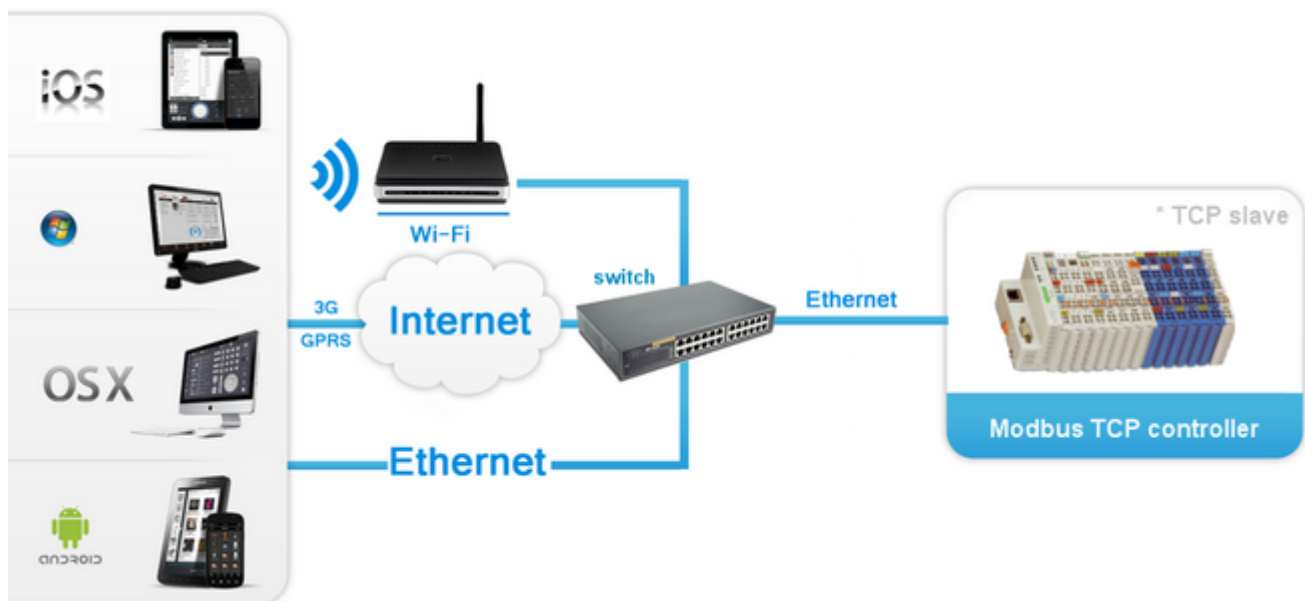 iOS
OS X
android
Wi-Fi
3G
GPRS
Internet
switch
Ethernet
Ethernet
* TCP slave
Modbus TCP controller